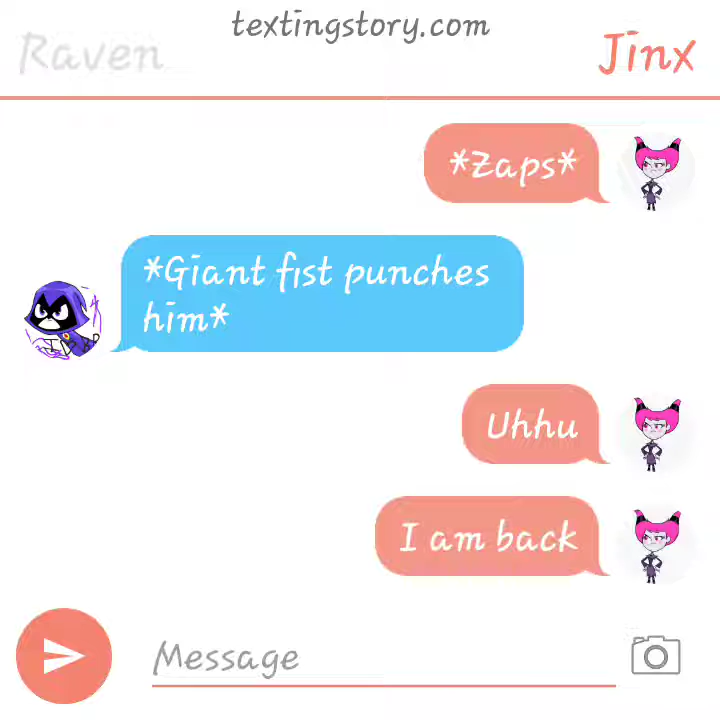 textingstory.com
Raven
Jinx
*Zaps*
*Giant fist punches
him*
Uhhu
I am back
Message